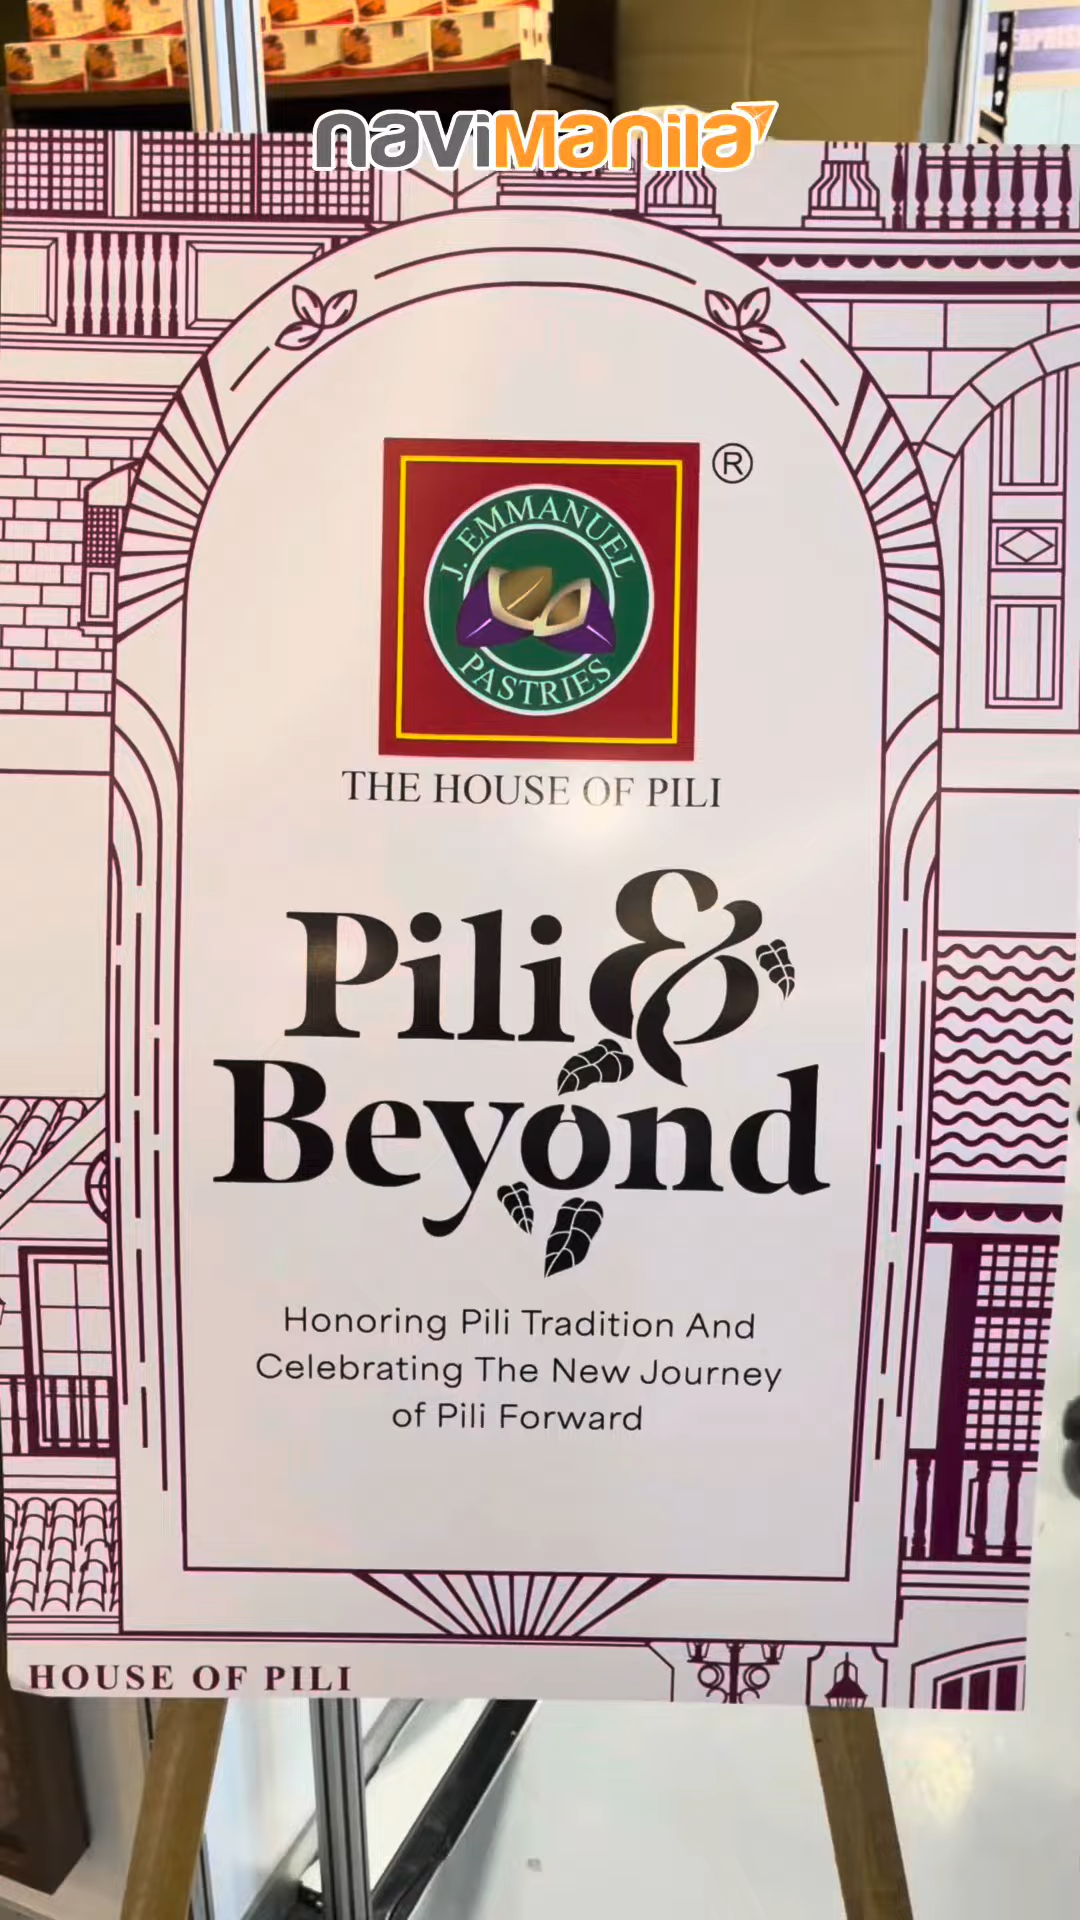 naviManila
J. EMMANUEL
PASTRIES
®
THE HOUSE OF PILI
Pili &
Beyond
Honoring Pili Tradition And
Celebrating The New Journey
of Pili Forward
HOUSE OF PILI